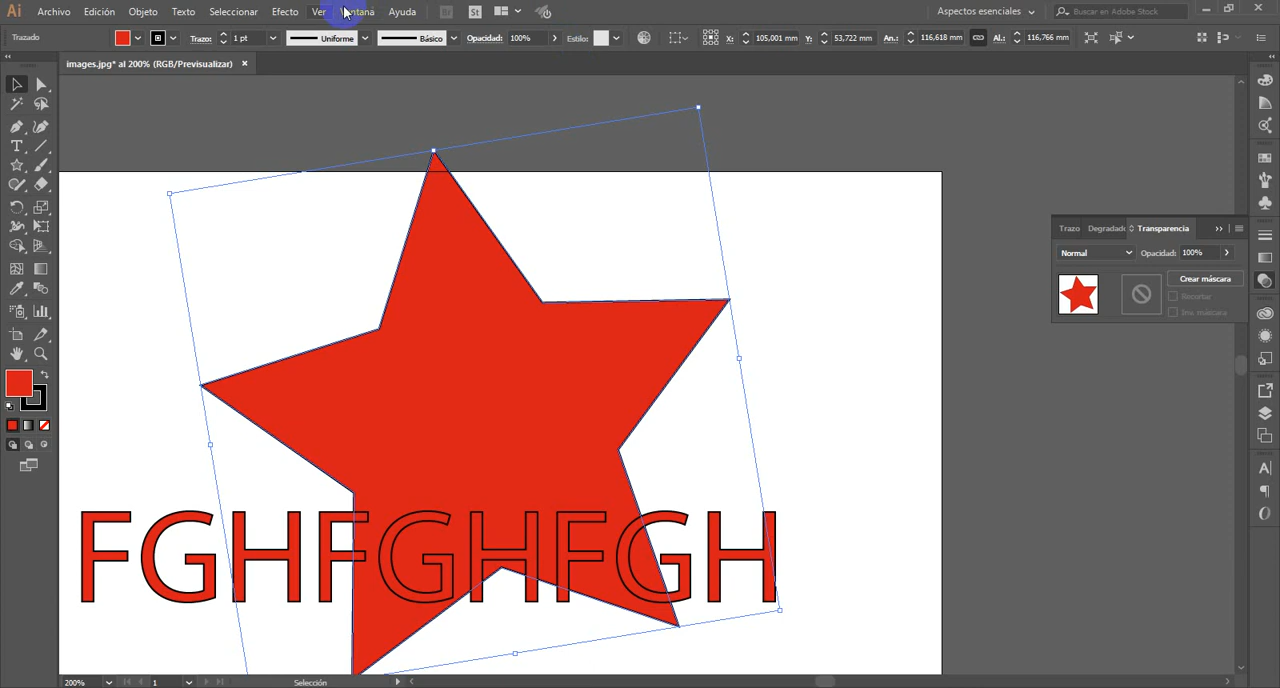 Ai Archivo Edición Objeto Texto Seleccionar Efecto Ver Ventana Ayuda Br St Aspectos esenciales Buscar en Adobe Stock
Trazado Trazo: 1 pt Uniforme Básico Opacidad: 100% Estilo: X: 105,001 mm Y: 53,722 mm An.: 116,618 mm Al.: 116,766 mm
images.jpg* al 200% (RGB/Previsualizar) ×
Trazo Degradado Transparencia
Normal Opacidad: 100%
Crear máscara
Recortar
Inv. máscara
FGHFGHFGH
200% 1 Selección